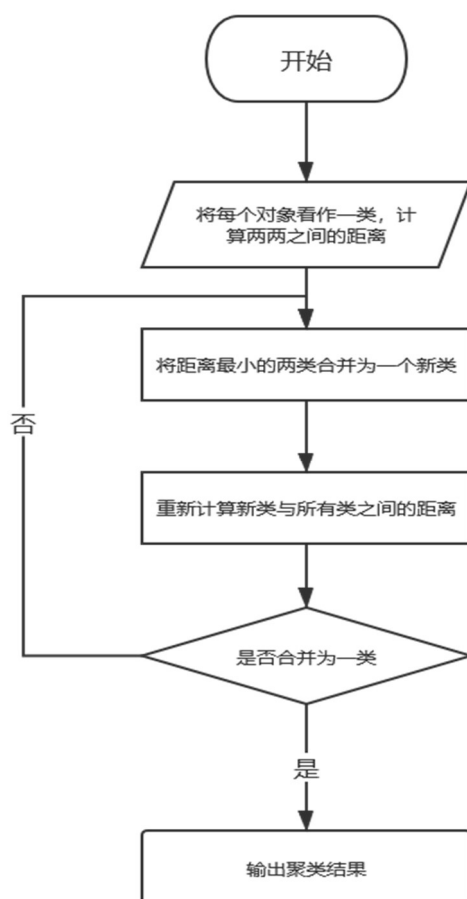 开始
将每个对象看作一类，计
算两两之间的距离
将距离最小的两类合并为一个新类
否
重新计算新类与所有类之间的距离
是否合并为一类
是
输出聚类结果